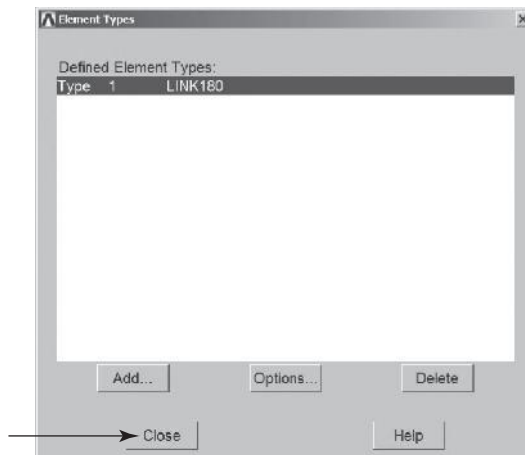 Element Types
Defined Element Types:
Type 1 LINK180
Add... Options... Delete
Close Help